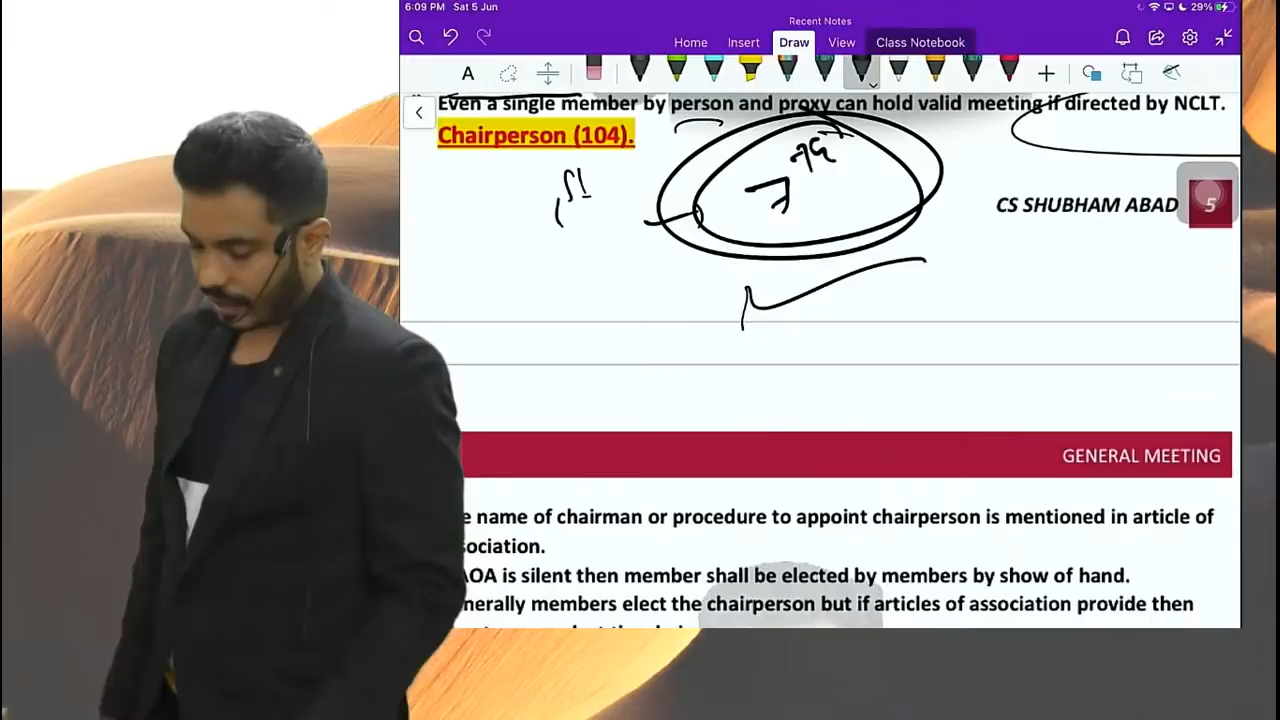 6:09 PM Sat 5 Jun
29%
Recent Notes
Home Insert Draw View Class Notebook
A
Even a single member by person and proxy can hold valid meeting if directed by NCLT.
Chairperson (104).
CS SHUBHAM ABAD 5
GENERAL MEETING
e name of chairman or procedure to appoint chairperson is mentioned in article of
sociation.
AOA is silent then member shall be elected by members by show of hand.
nerally members elect the chairperson but if articles of association provide then